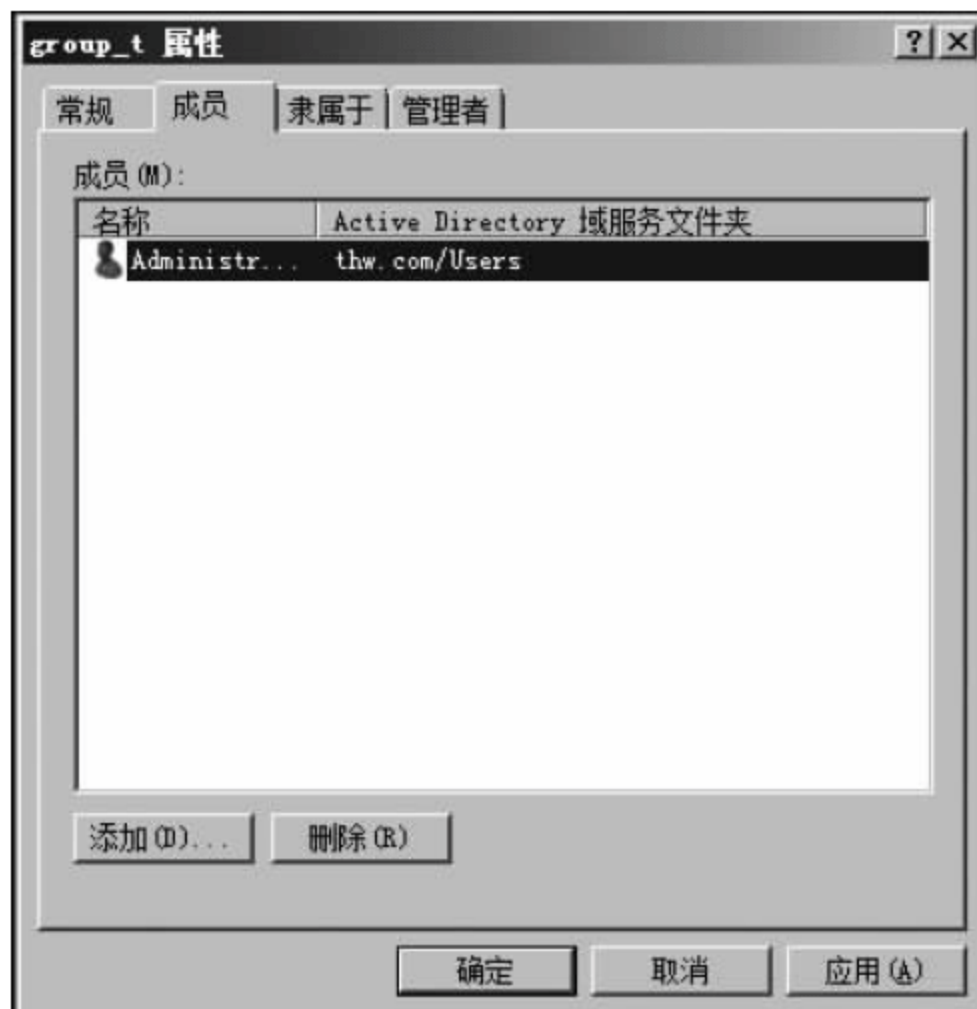 group_t 属性
常规 成员 隶属于 管理者
成员(M):
名称 Active Directory 域服务文件夹
Administr... thw.com/Users
添加(D)... 删除(R)
确定 取消 应用(A)